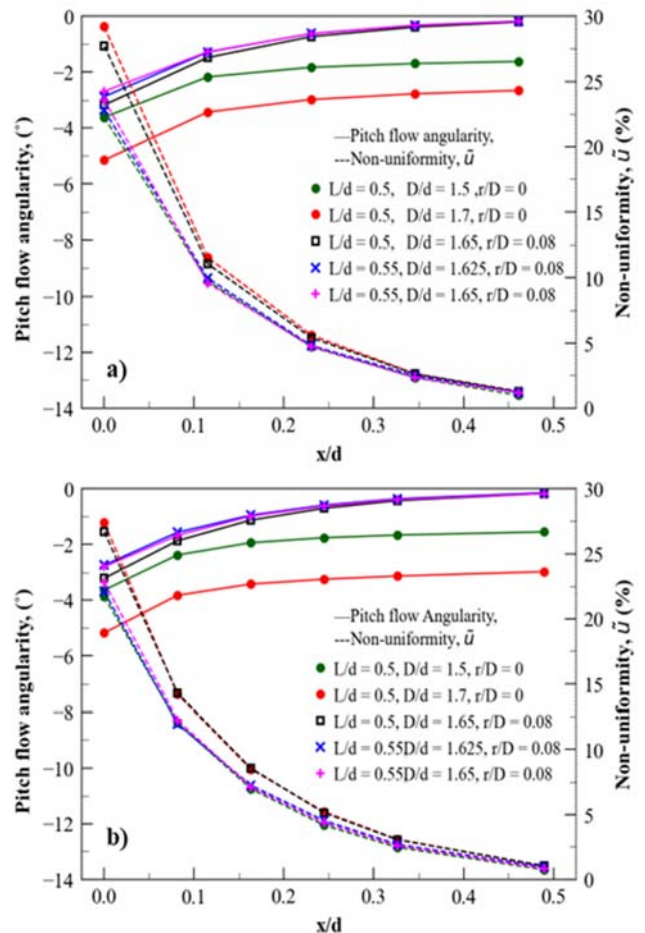 0
−2
−4
−6
−8
−10
−12
−14
Pitch flow angularity, (°)
30
25
20
15
10
5
0
Non-uniformity, ũ (%)
—Pitch flow angularity,
---Non-uniformity, ũ
L/d = 0.5, D/d = 1.5 ,r/D = 0
L/d = 0.5, D/d = 1.7, r/D = 0
L/d = 0.5, D/d = 1.65, r/D = 0.08
L/d = 0.55, D/d = 1.625, r/D = 0.08
L/d = 0.55, D/d = 1.65, r/D = 0.08
a)
0.0 0.1 0.2 0.3 0.4 0.5
x/d
0
−2
−4
−6
−8
−10
−12
−14
Pitch flow angularity, (°)
30
25
20
15
10
5
0
Non-uniformity, ũ (%)
—Pitch flow Angularity,
---Non-uniformity, ũ
L/d = 0.5, D/d = 1.5, r/D = 0
L/d = 0.5, D/d = 1.7, r/D = 0
L/d = 0.5, D/d = 1.65, r/D = 0.08
L/d = 0.55D/d = 1.625, r/D = 0.08
L/d = 0.55D/d = 1.65, r/D = 0.08
b)
0.0 0.1 0.2 0.3 0.4 0.5
x/d